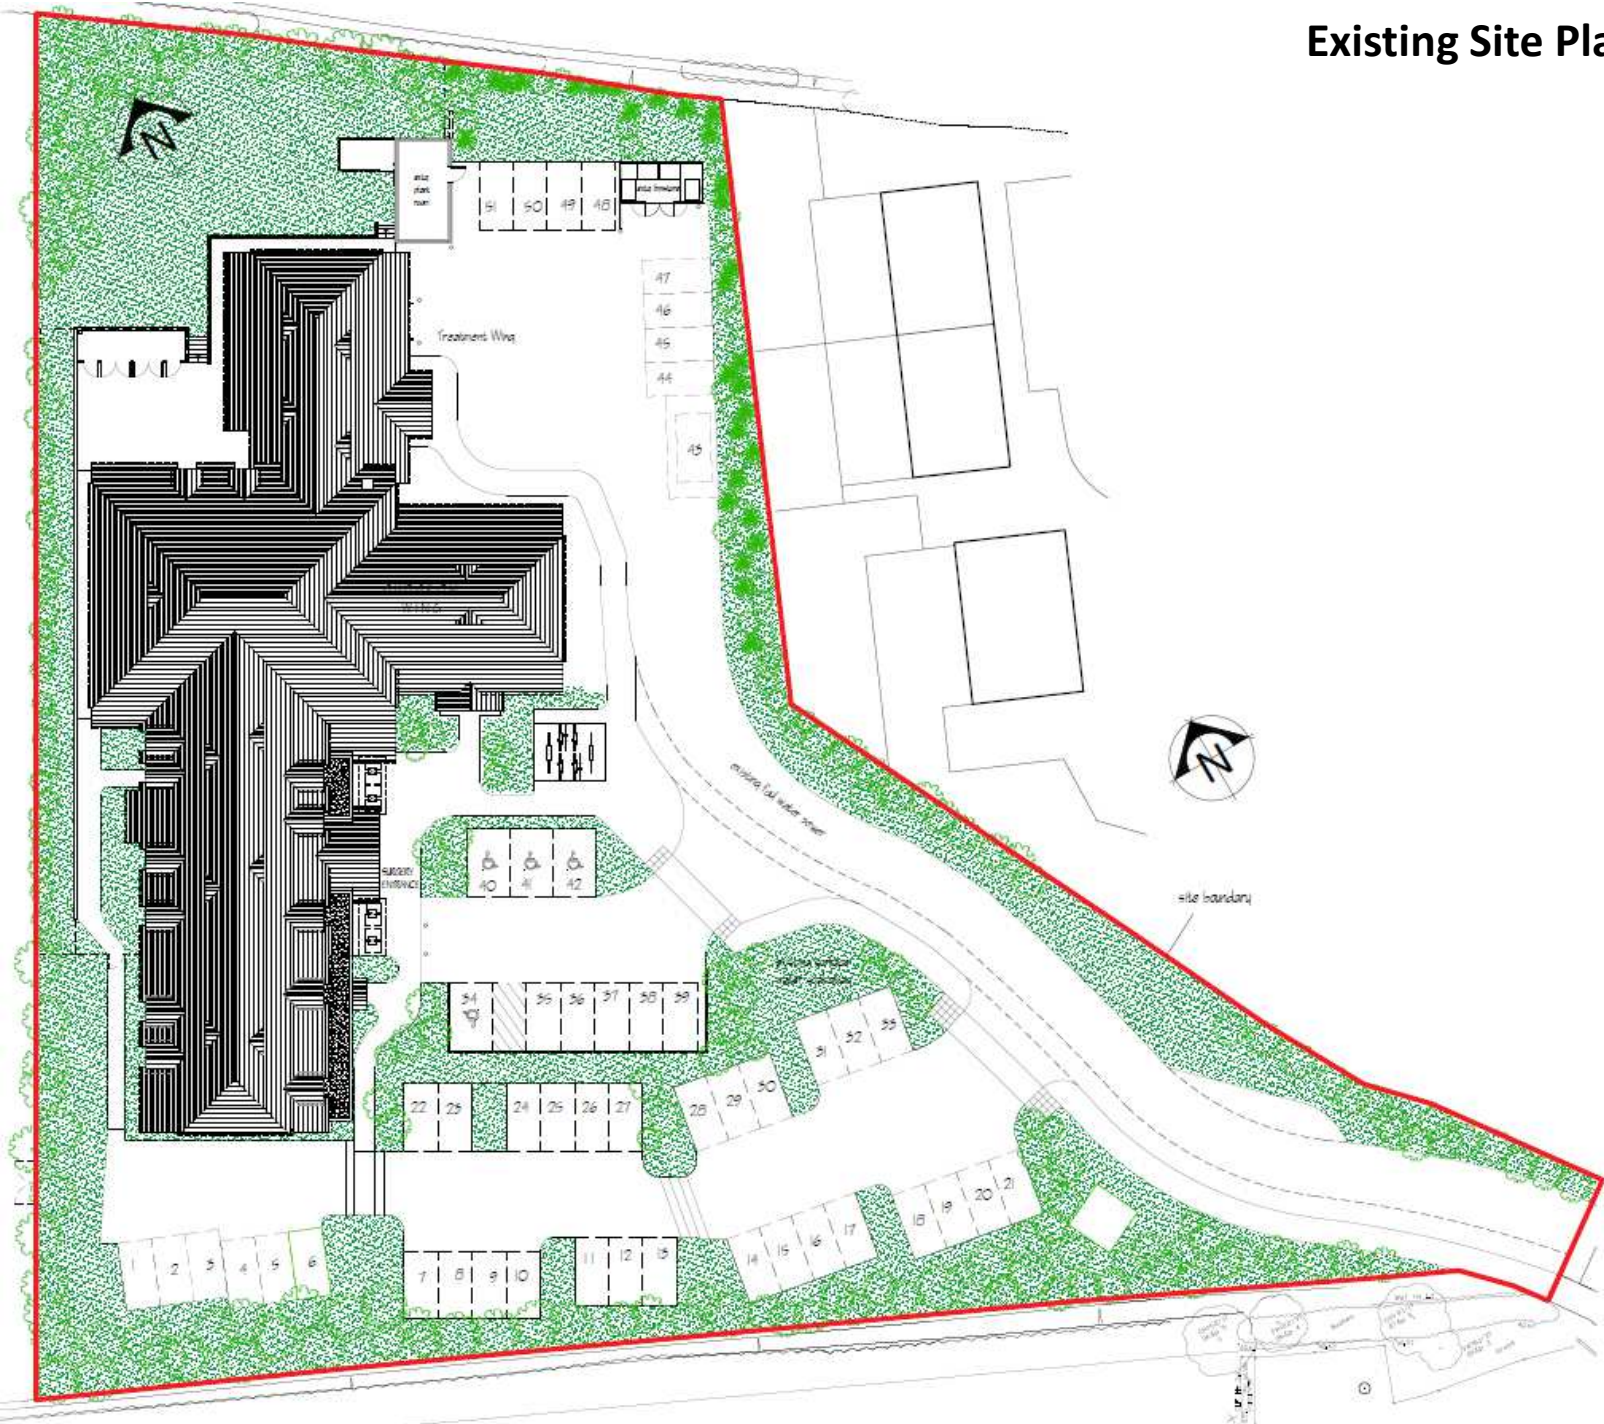 Existing Site Pla
N
51 50 49 48
47
46
45
44
43
Treatment Wing
WING
N
existing foul water sewer
site boundary
SURGERY
ENTRANCE
40 41 42
34 35 36 37 38 39
31 32 33
28 29 30
22 23 24 25 26 27
18 19 20 21
14 15 16 17
1 2 3 4 5 6
7 8 9 10
11 12 13